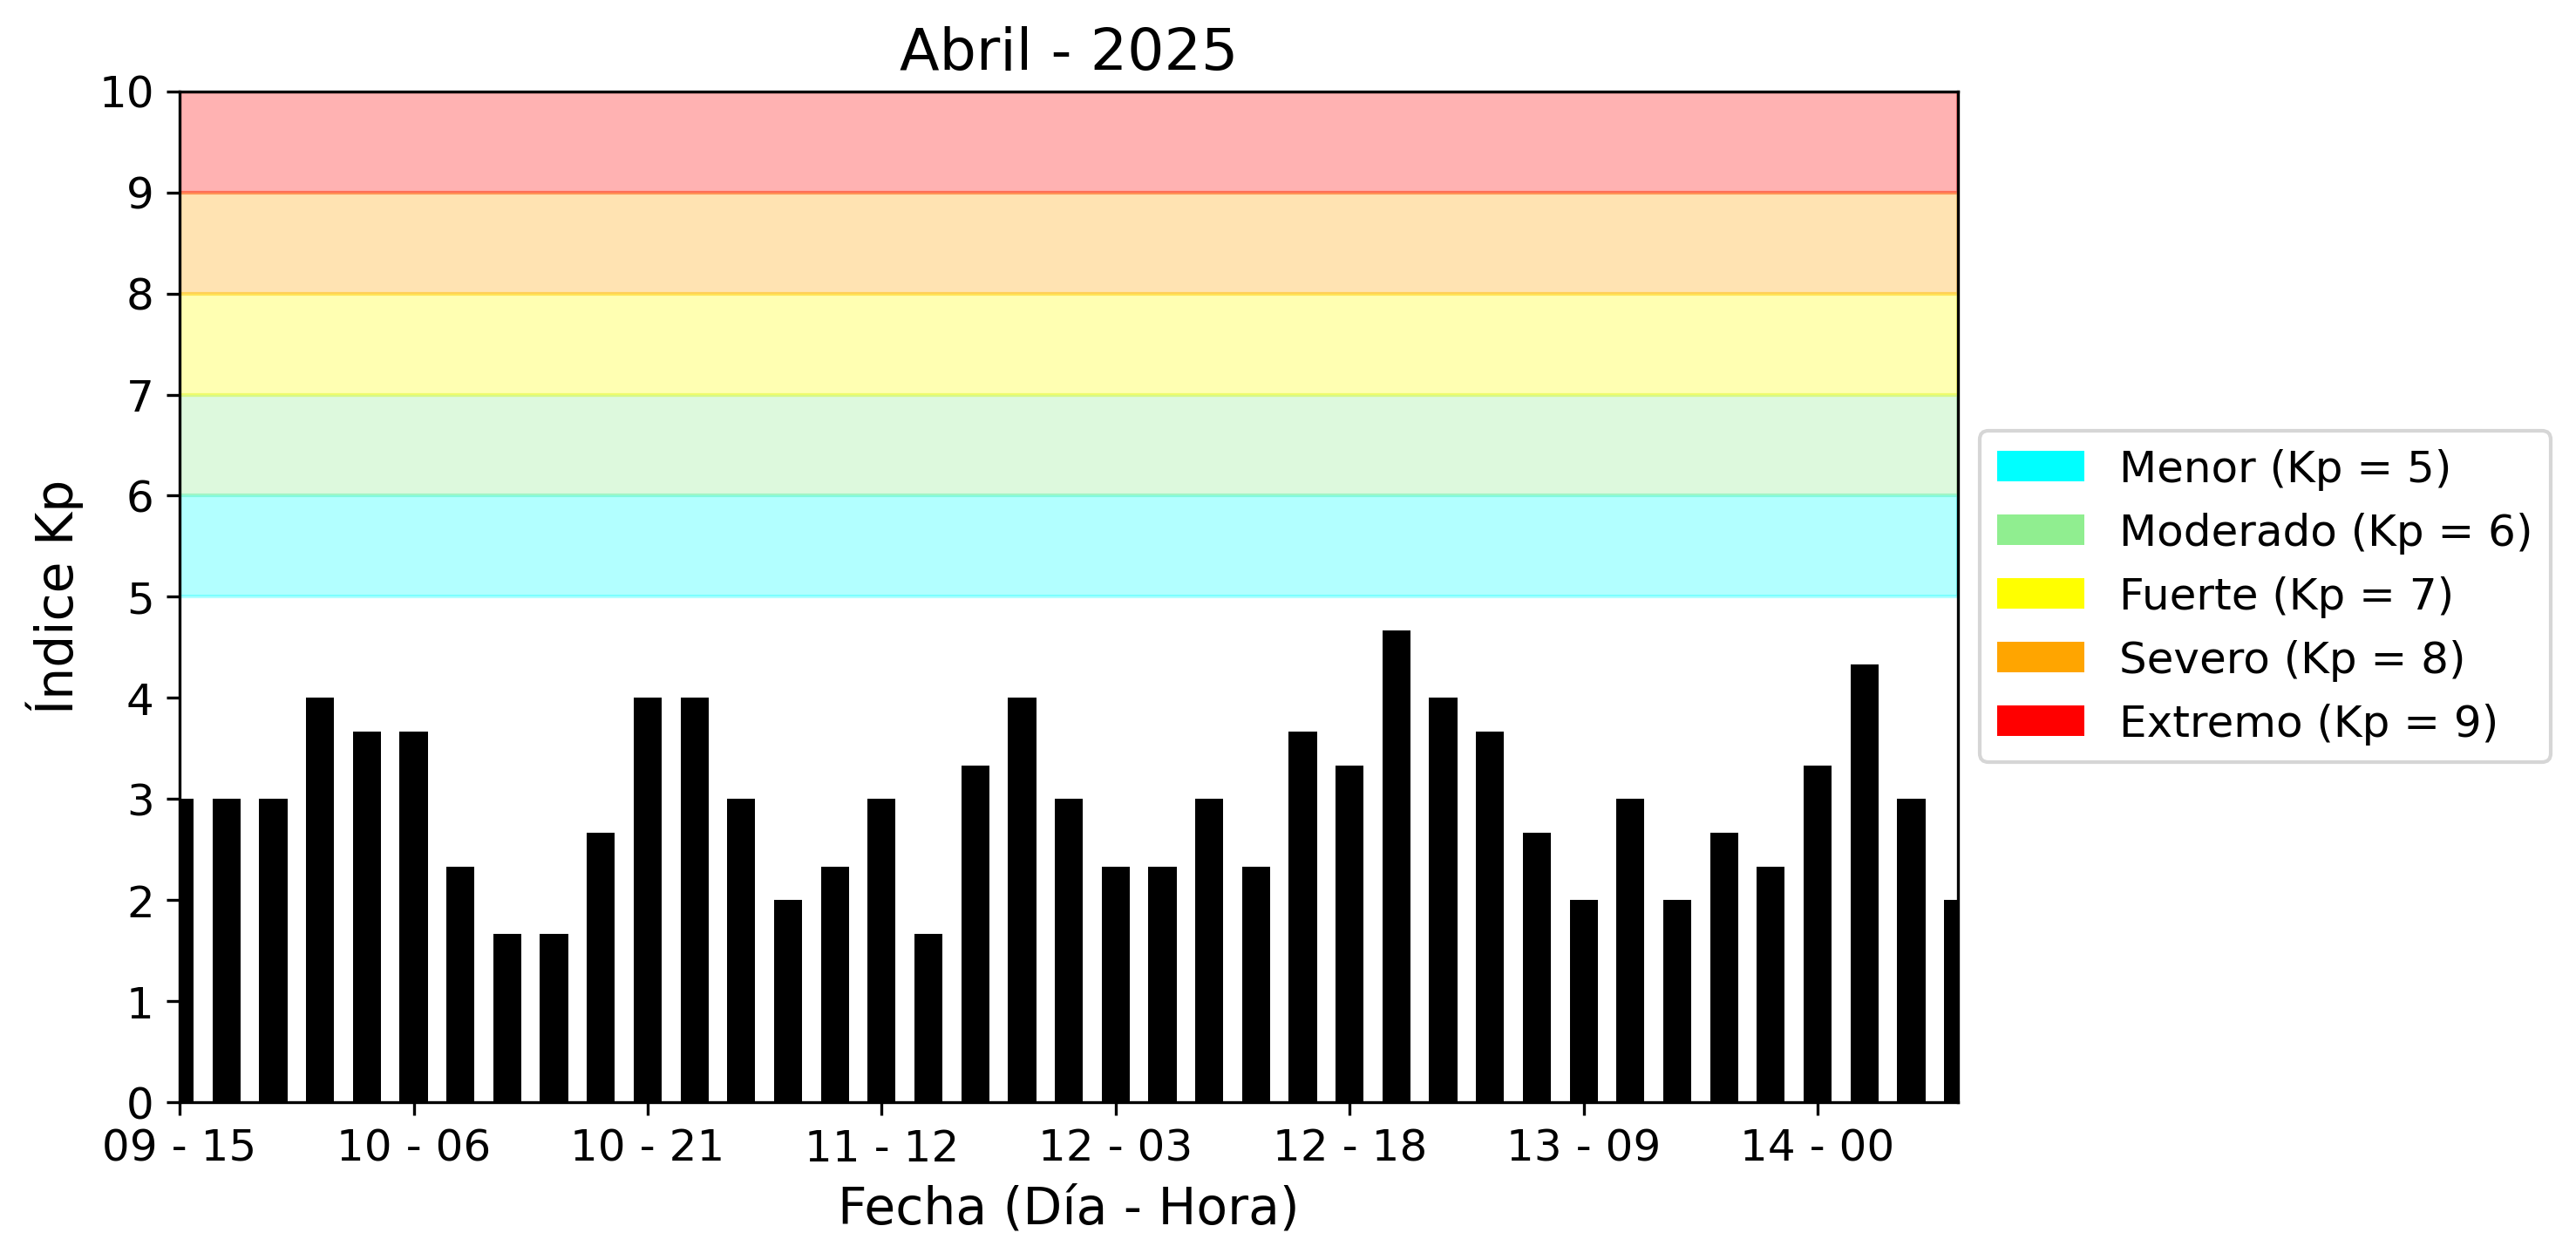 Abril - 2025
10
9
8
7
6
5
4
3
2
1
0
Índice Kp
09 - 15
10 - 06
10 - 21
11 - 12
12 - 03
12 - 18
13 - 09
14 - 00
Fecha (Día - Hora)
Menor (Kp = 5)
Moderado (Kp = 6)
Fuerte (Kp = 7)
Severo (Kp = 8)
Extremo (Kp = 9)